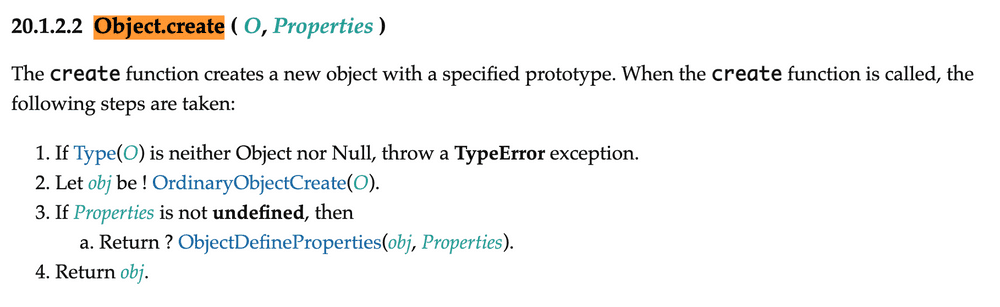 20.1.2.2 Object.create ( O, Properties )
The create function creates a new object with a specified prototype. When the create function is called, the
following steps are taken:
1. If Type(O) is neither Object nor Null, throw a TypeError exception.
2. Let obj be ! OrdinaryObjectCreate(O).
3. If Properties is not undefined, then
a. Return ? ObjectDefineProperties(obj, Properties).
4. Return obj.